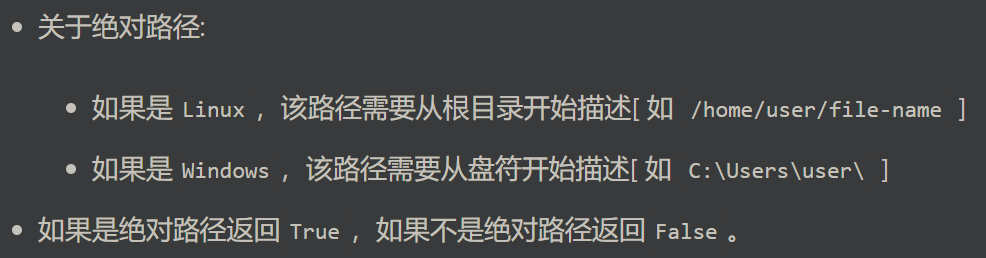 关于绝对路径:
如果是 Linux ，该路径需要从根目录开始描述[ 如 /home/user/file-name ]
如果是 Windows ，该路径需要从盘符开始描述[ 如 C:\Users\user\ ]
如果是绝对路径返回 True ，如果不是绝对路径返回 False 。